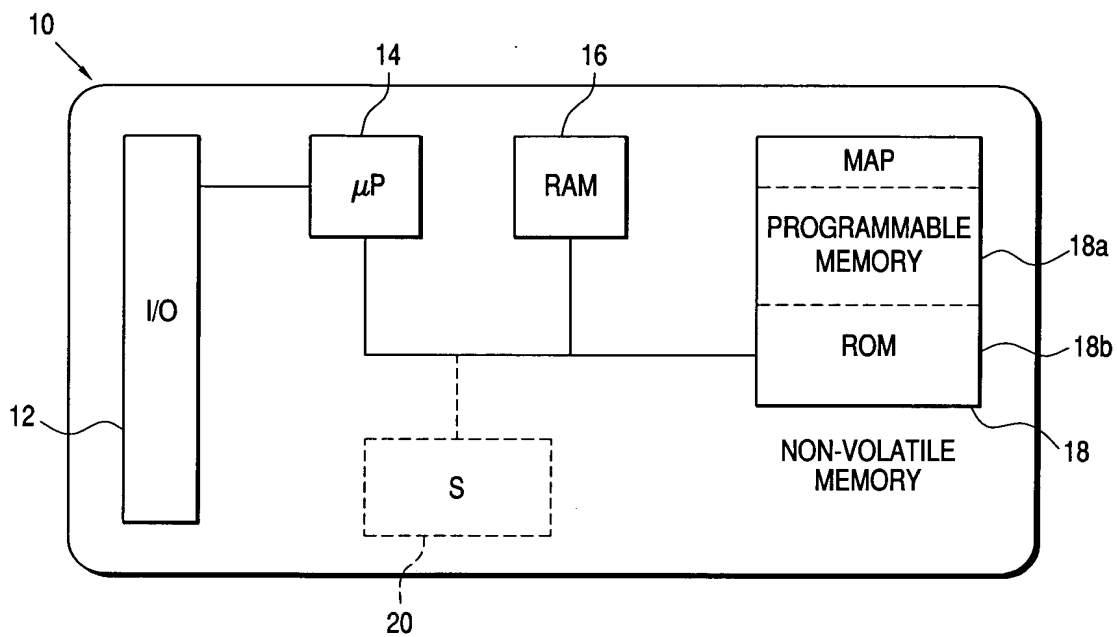 10
14
16
μP
RAM
MAP
PROGRAMMABLE
MEMORY
18a
I/O
ROM
18b
12
18
NON-VOLATILE
MEMORY
S
20